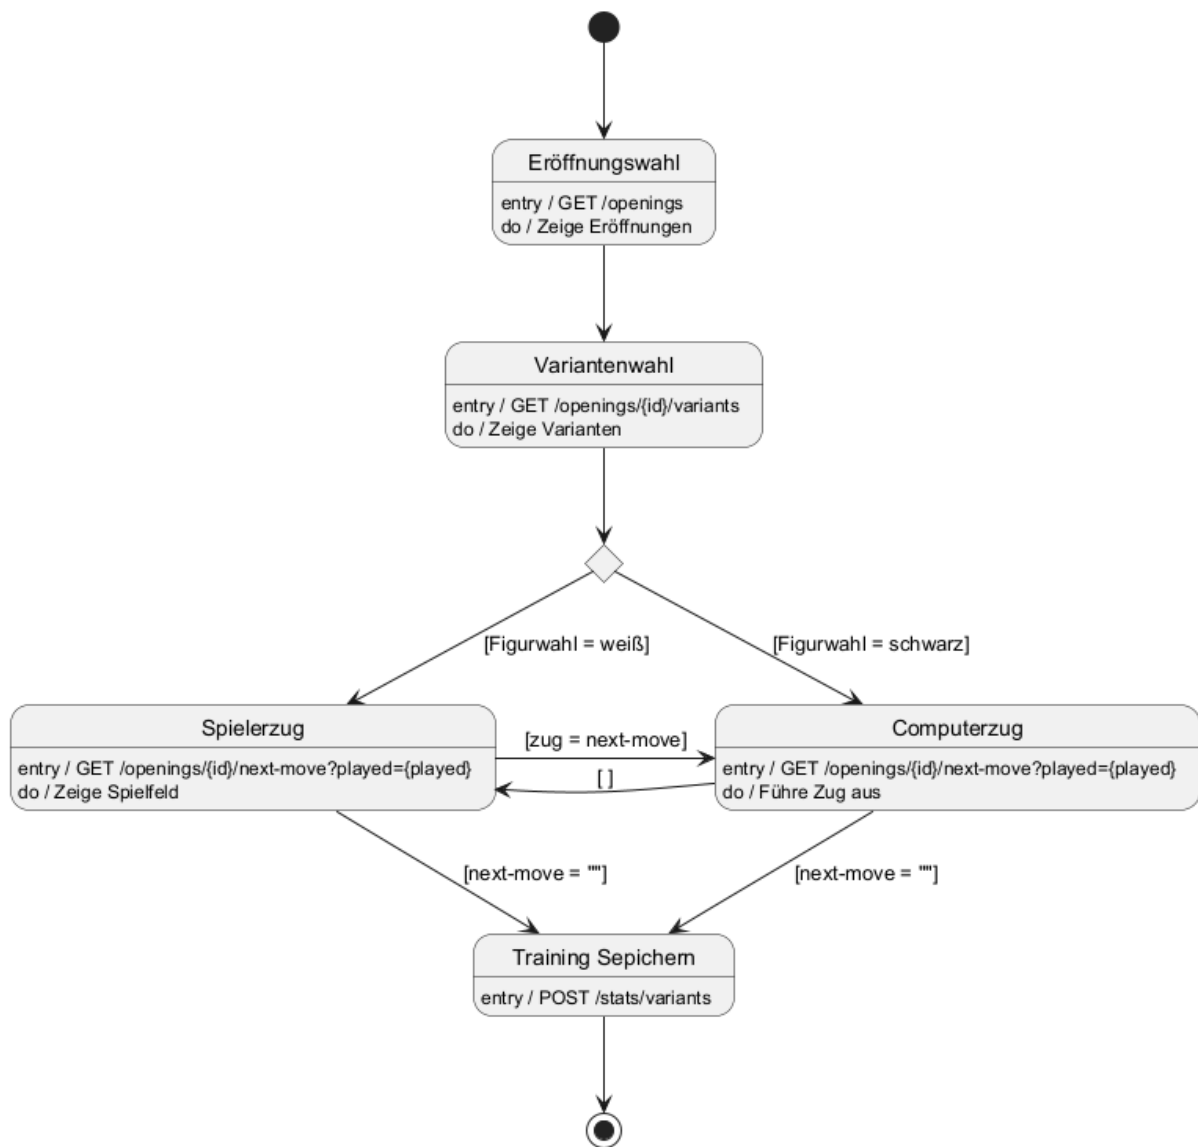 Eröffnungswahl
entry / GET /openings
do / Zeige Eröffnungen
Variantenwahl
entry / GET /openings/{id}/variants
do / Zeige Varianten
[Figurwahl = weiß]
[Figurwahl = schwarz]
Spielerzug
entry / GET /openings/{id}/next-move?played={played}
do / Zeige Spielfeld
[zug = next-move]
[ ]
Computerzug
entry / GET /openings/{id}/next-move?played={played}
do / Führe Zug aus
[next-move = ""]
[next-move = ""]
Training Sepichern
entry / POST /stats/variants